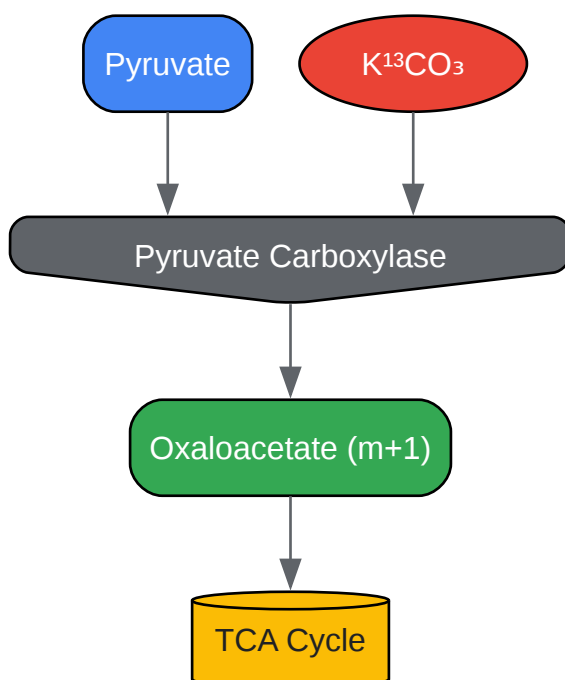 Pyruvate
K¹³CO₃
Pyruvate Carboxylase
Oxaloacetate (m+1)
TCA Cycle